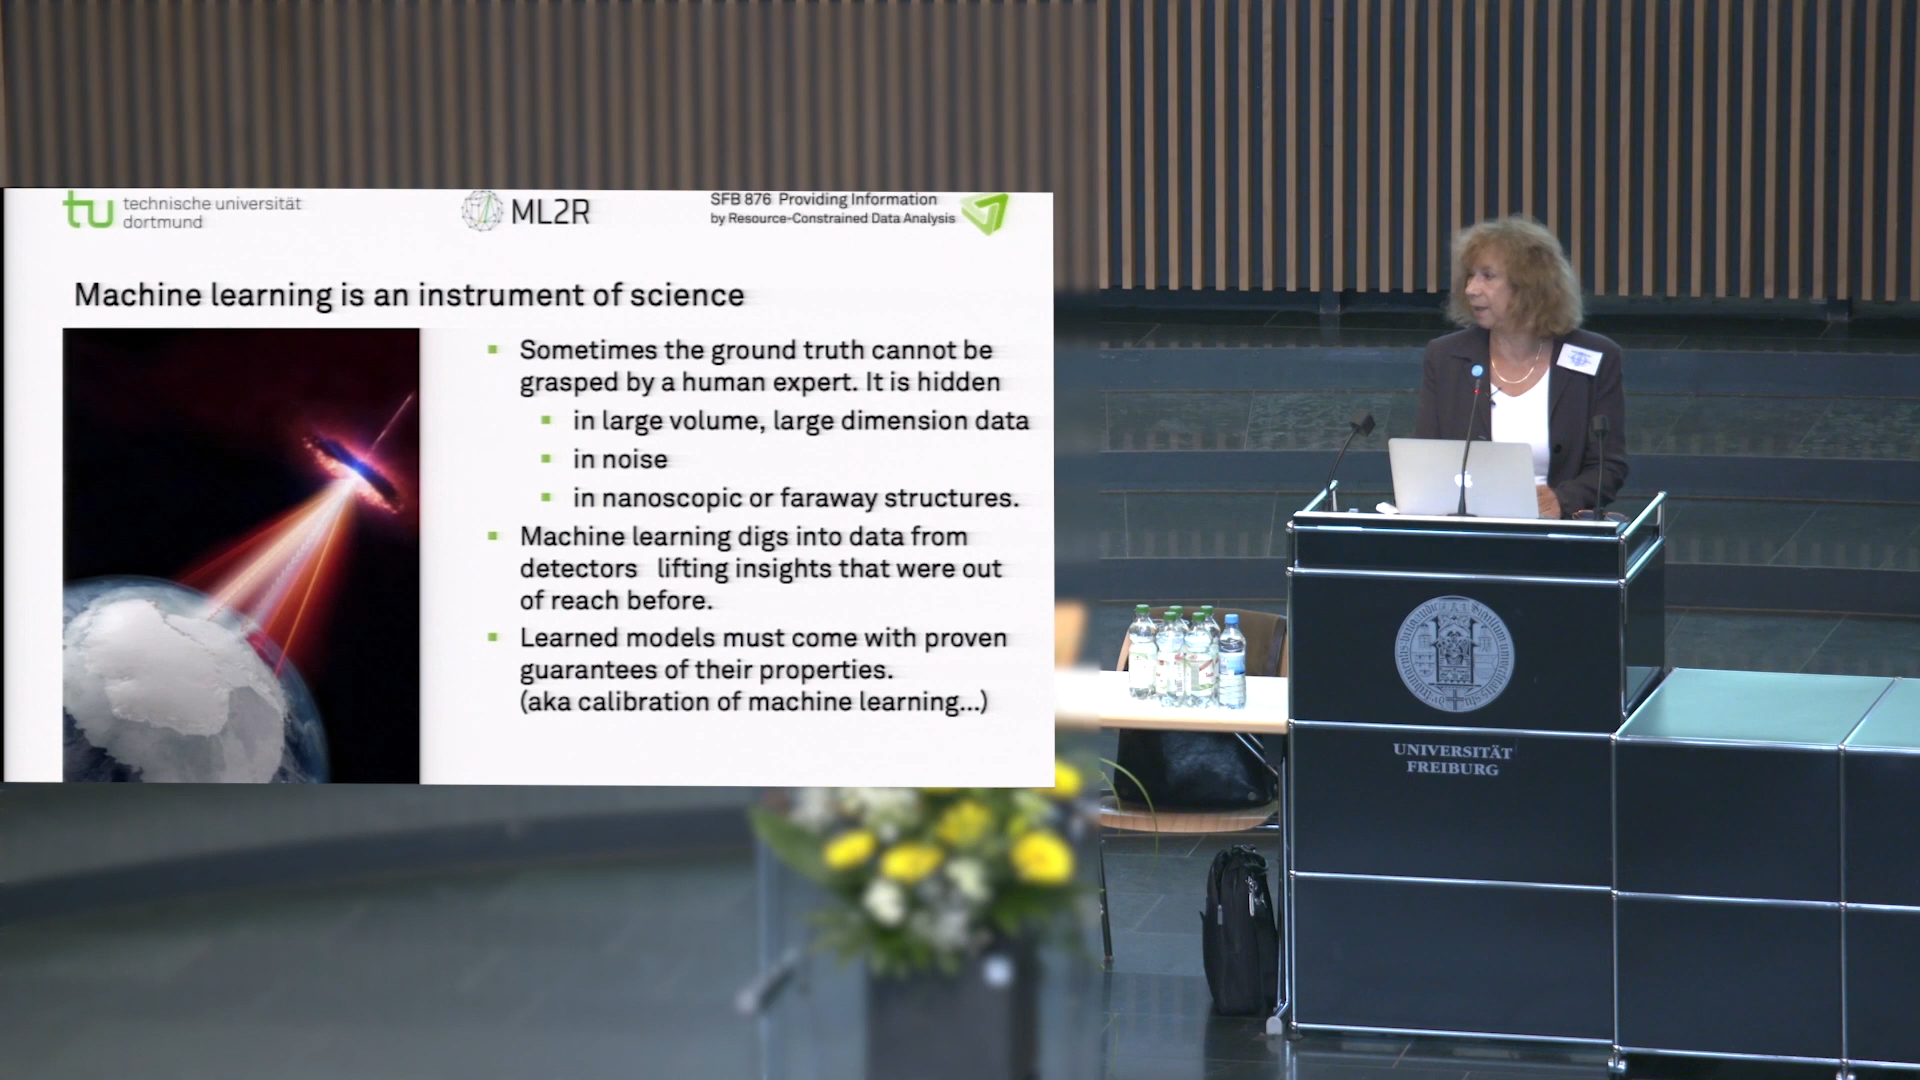 technische universität
dortmund
ML2R
SFB 876 Providing Information
by Resource-Constrained Data Analysis
Machine learning is an instrument of science
Sometimes the ground truth cannot be
grasped by a human expert. It is hidden
in large volume, large dimension data
in noise
in nanoscopic or faraway structures.
Machine learning digs into data from
detectors lifting insights that were out
of reach before.
Learned models must come with proven
guarantees of their properties.
(aka calibration of machine learning...)
UNIVERSITÄT
FREIBURG